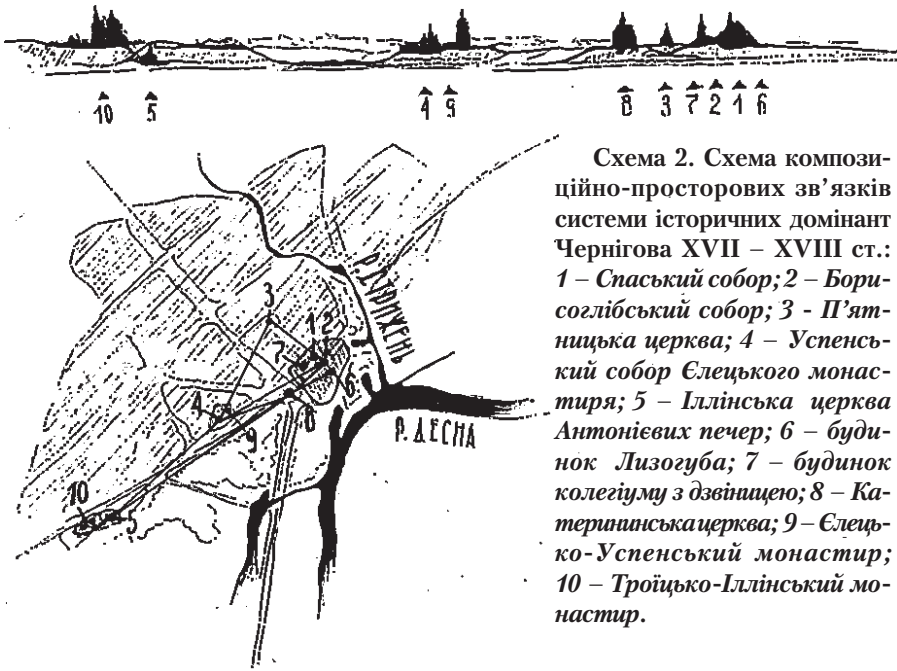 10 5 4 9 8 3 7 2 1 6
Схема 2. Схема компози-
ційно-просторових зв’язків
системи історичних домінант
Чернігова XVII – XVIII ст.:
1 – Спаський собор; 2 – Бори-
соглібський собор; 3 - П’ят-
ницька церква; 4 – Успенсь-
кий собор Єлецького монас-
тиря; 5 – Іллінська церква
Антонієвих печер; 6 – буди-
нок Лизогуба; 7 – будинок
колегіуму з дзвіницею; 8 – Ка-
терининська церква; 9 – Єлець-
ко-Успенський монастир;
10 – Троїцько-Іллінський мо-
настир.
Р. СТРИЖЕНЬ
3
1 2
7
6
4
8
9
Р. ДЕСНА
10
5